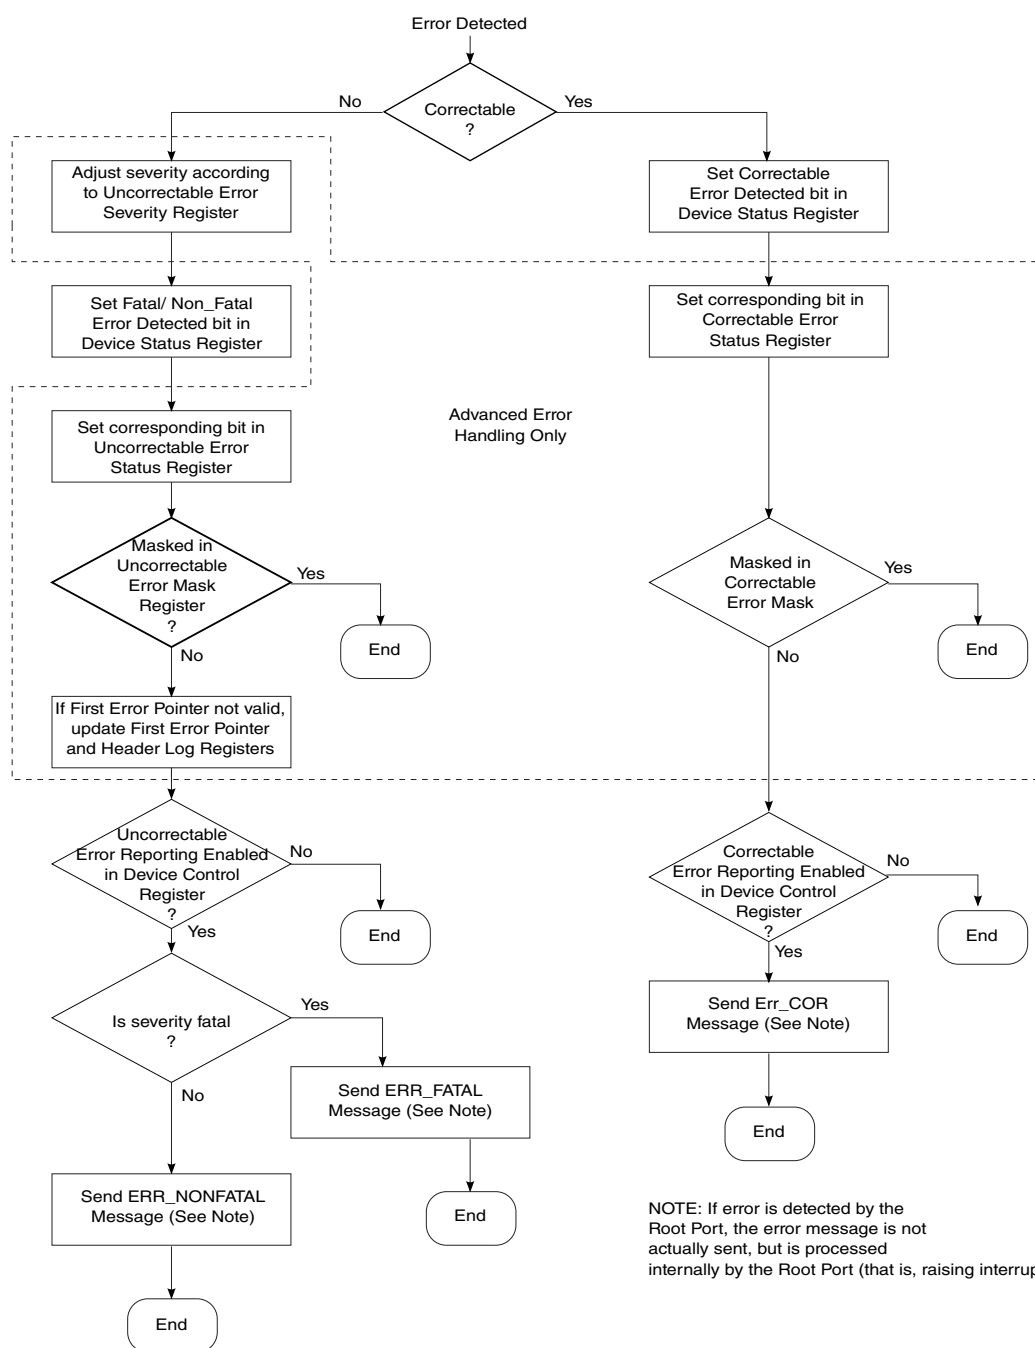 Error Detected
Correctable
?
No
Yes
Adjust severity according
to Uncorrectable Error
Severity Register
Set Correctable
Error Detected bit in
Device Status Register
Set Fatal/ Non_Fatal
Error Detected bit in
Device Status Register
Set corresponding bit in
Correctable Error
Status Register
Set corresponding bit in
Uncorrectable Error
Status Register
Advanced Error
Handling Only
Masked in
Uncorrectable
Error Mask
Register
?
Yes
End
No
Masked in
Correctable
Error Mask
Yes
End
No
If First Error Pointer not valid,
update First Error Pointer
and Header Log Registers
Uncorrectable
Error Reporting Enabled
in Device Control
Register
?
No
End
Yes
Correctable
Error Reporting Enabled
in Device Control
Register
?
No
End
Yes
Is severity fatal
?
Yes
No
Send ERR_FATAL
Message (See Note)
End
Send Err_COR
Message (See Note)
End
Send ERR_NONFATAL
Message (See Note)
End
NOTE: If error is detected by the
Root Port, the error message is not
actually sent, but is processed
internally by the Root Port (that is, raising interrup